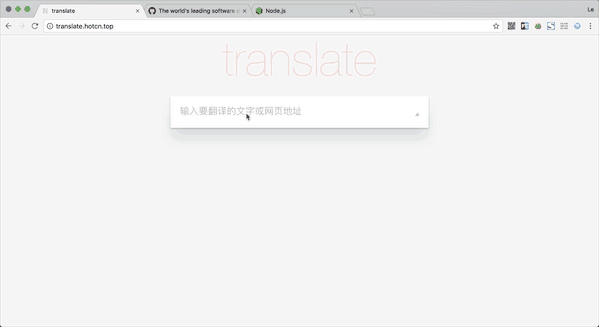 translate
The world's leading software d
Node.js
Le
translate.hotcn.top
translate
输入要翻译的文字或网页地址